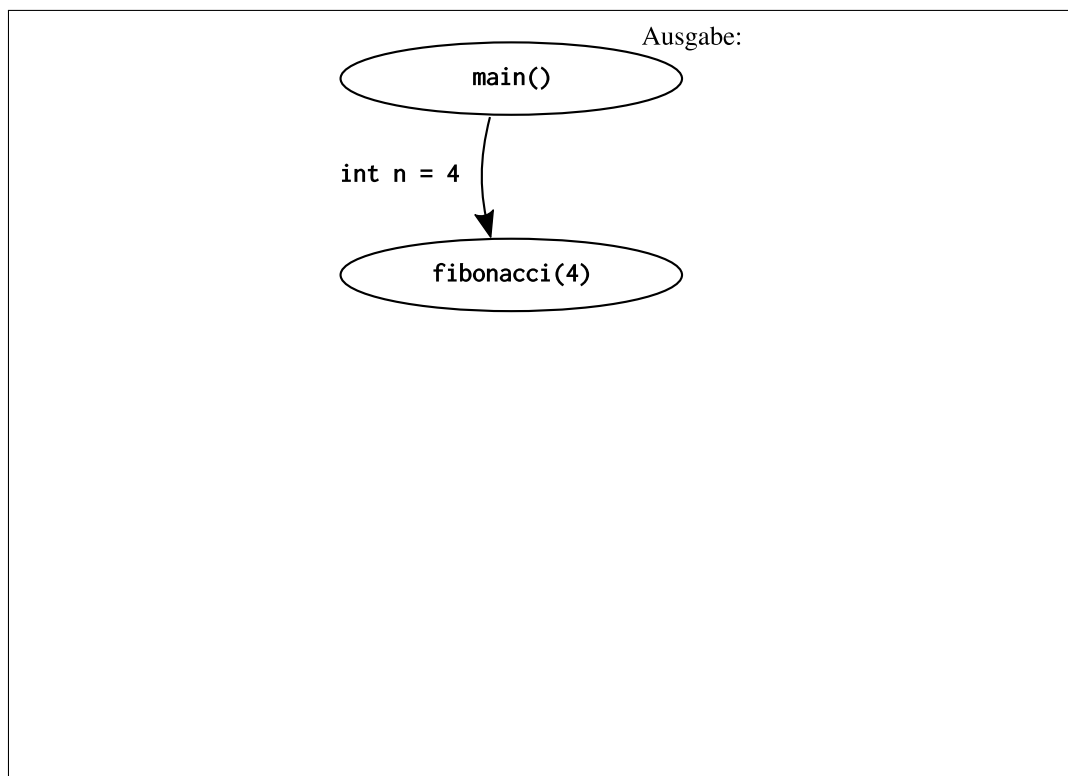 Ausgabe:
main()
int n = 4
fibonacci(4)